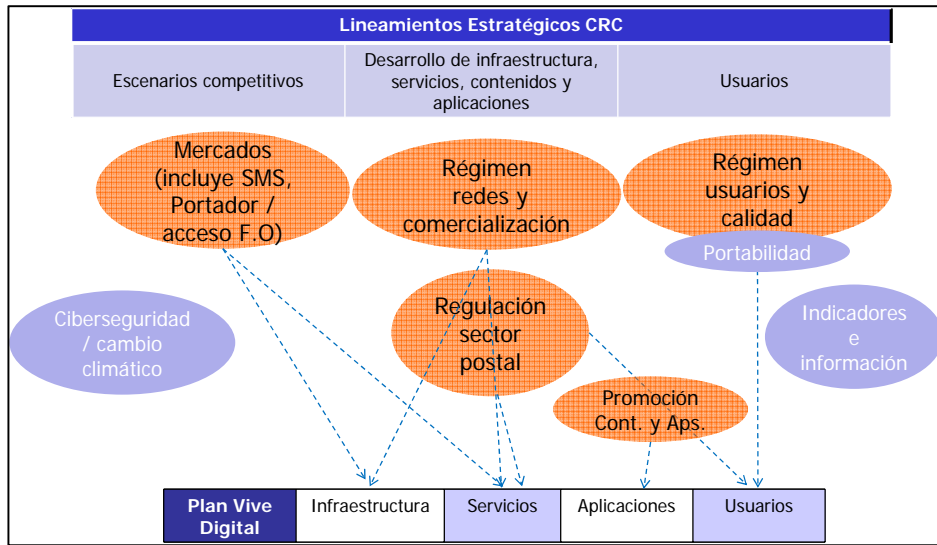 Lineamientos Estratégicos CRC
Escenarios competitivos
Desarrollo de infraestructura,
servicios, contenidos y
aplicaciones
Usuarios
Mercados
(incluye SMS,
Portador /
acceso F.O)
Régimen
redes y
comercialización
Régimen
usuarios y
calidad
Portabilidad
Ciberseguridad
/ cambio
climático
Regulación
sector
postal
Indicadores
e
información
Promoción
Cont. y Aps.
Plan Vive
Digital
Infraestructura
Servicios
Aplicaciones
Usuarios